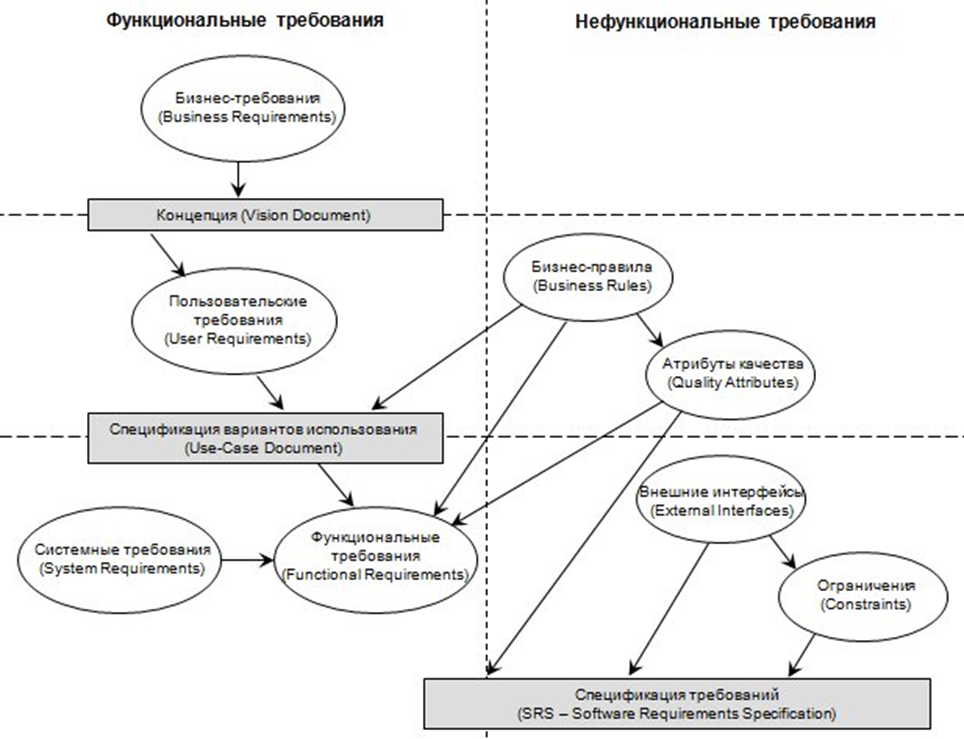 Функциональные требования
Нефункциональные требования
Бизнес-требования
(Business Requirements)
Концепция (Vision Document)
Бизнес-правила
(Business Rules)
Пользовательские
требования
(User Requirements)
Атрибуты качества
(Quality Attributes)
Спецификация вариантов использования
(Use-Case Document)
Внешние интерфейсы
(External Interfaces)
Системные требования
(System Requirements)
Функциональные
требования
(Functional Requirements)
Ограничения
(Constraints)
Спецификация требований
(SRS – Software Requirements Specification)